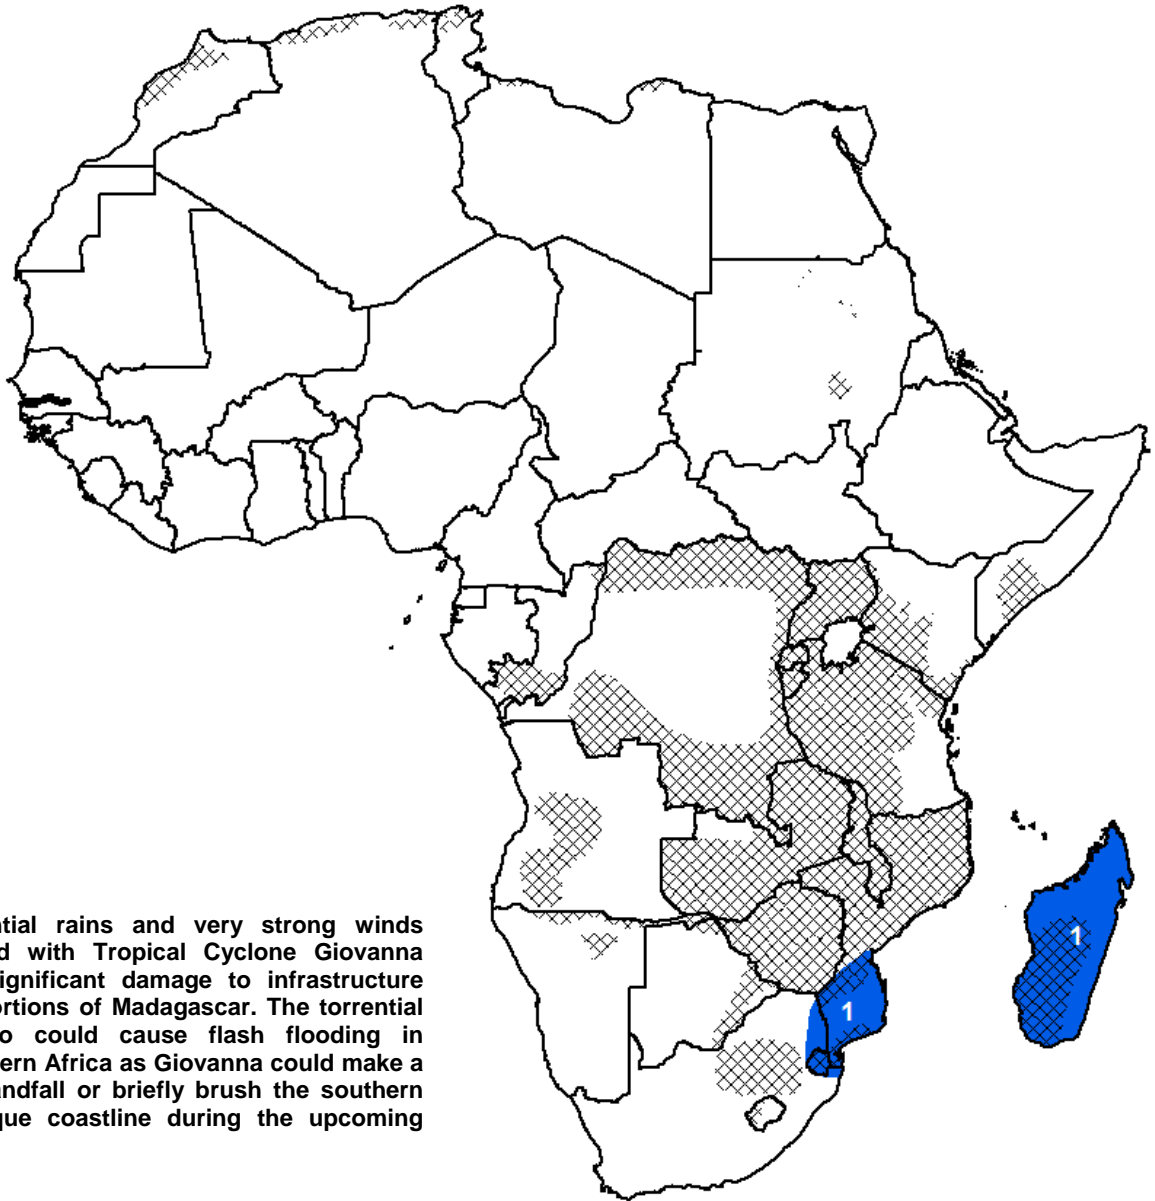 tial rains and very strong winds
d with Tropical Cyclone Giovanna
ignificant damage to infrastructure
ortions of Madagascar. The torrential
o could cause flash flooding in
ern Africa as Giovanna could make a
andfall or briefly brush the southern
que coastline during the upcoming
1
1